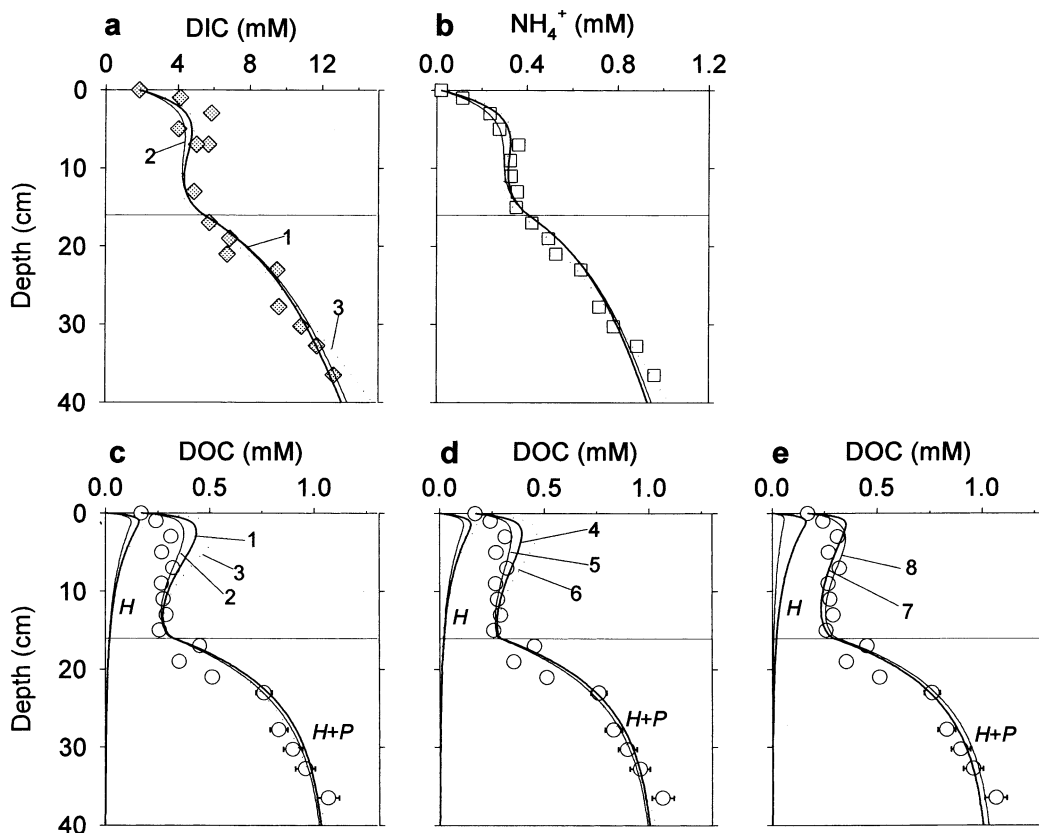 a DIC (mM)
b NH₄⁺ (mM)
0 4 8 12
0.0 0.4 0.8 1.2
0
10
20
30
40
Depth (cm)
2
1
3
c DOC (mM)
d DOC (mM)
e DOC (mM)
0.0 0.5 1.0
0.0 0.5 1.0
0.0 0.5 1.0
0
10
20
30
40
Depth (cm)
1
2
3
H
H+P
4
5
6
H
H+P
8
7
H
H+P